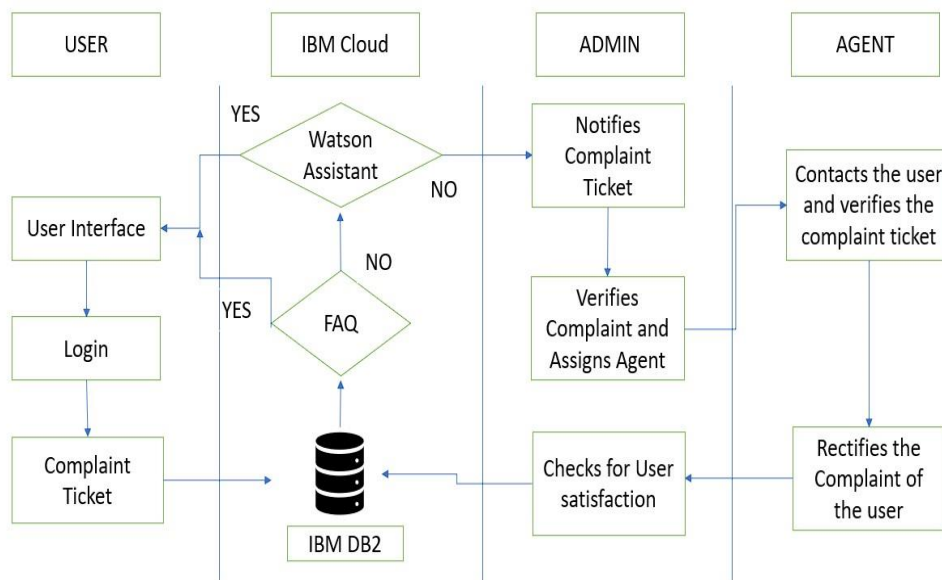 USER
IBM Cloud
ADMIN
AGENT
YES
Watson
Assistant
NO
Notifies
Complaint
Ticket
Contacts the user
and verifies the
complaint ticket
User Interface
NO
YES
FAQ
Verifies
Complaint and
Assigns Agent
Login
Complaint
Ticket
IBM DB2
Checks for User
satisfaction
Rectifies the
Complaint of
the user